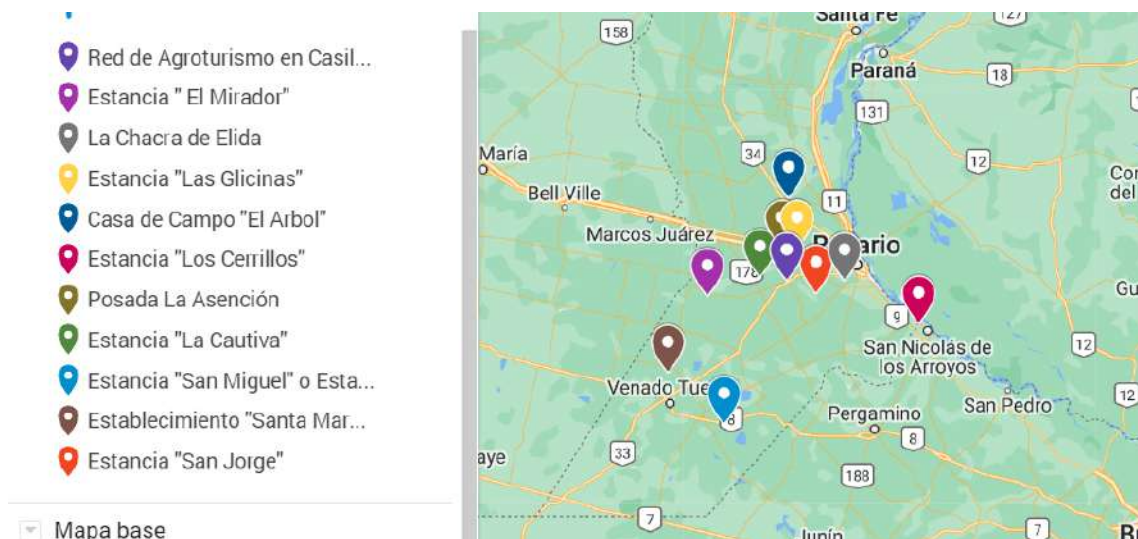 Red de Agroturismo en Casil...
Estancia " El Mirador"
La Chacra de Elida
Estancia "Las Glicinas"
Casa de Campo "El Arbol"
Estancia "Los Cerrillos"
Posada La Asención
Estancia "La Cautiva"
Estancia "San Miguel" o Esta...
Establecimiento "Santa Mar...
Estancia "San Jorge"
Mapa base
Santa Fe
127
158
Paraná
18
131
34
12
María
Bell Ville
11
Marcos Juárez
178
9
San Nicolás de
los Arroyos
12
Venado Tue
8
Pergamino
San Pedro
12
8
33
188
7
Junín
7